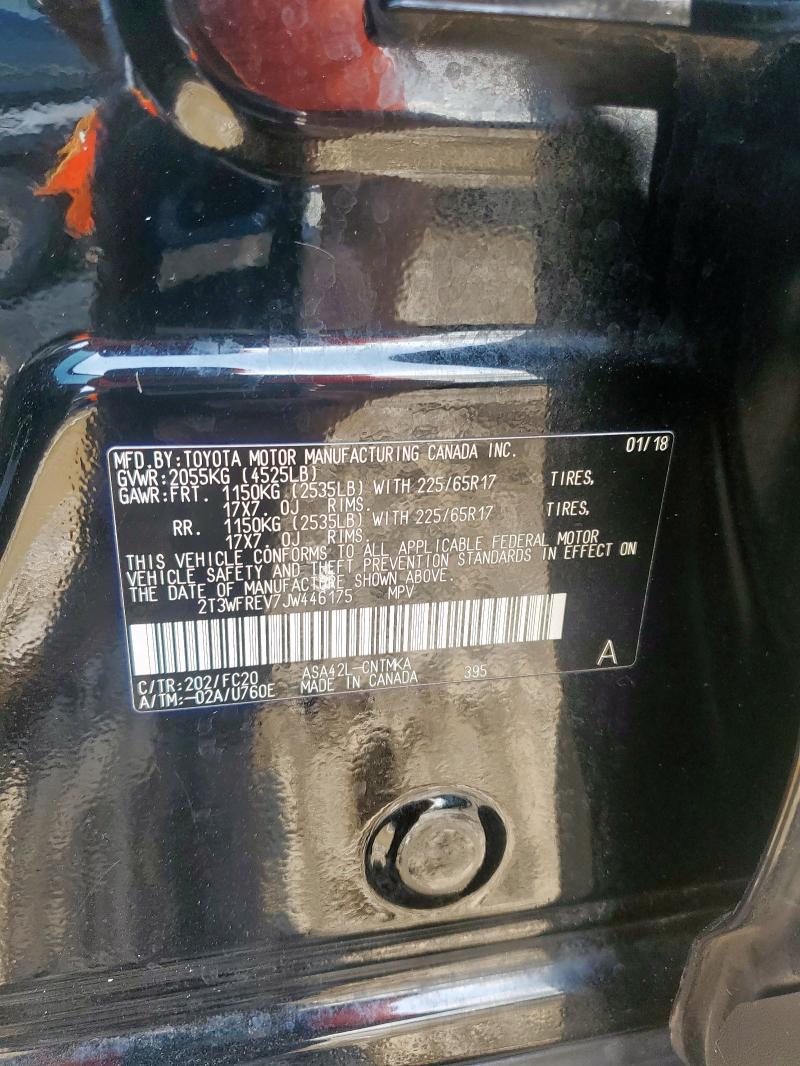 MFD.BY:TOYOTA MOTOR MANUFACTURING CANADA INC. 01/18
GVWR:2055KG (4525LB)
GAWR:FRT. 1150KG (2535LB) WITH 225/65R17 TIRES,
17X7.0J RIMS.
RR. 1150KG (2535LB) WITH 225/65R17 TIRES,
17X7.0J RIMS.
THIS VEHICLE CONFORMS TO ALL APPLICABLE FEDERAL MOTOR
VEHICLE SAFETY AND THEFT PREVENTION STANDARDS IN EFFECT ON
THE DATE OF MANUFACTURE SHOWN ABOVE.
2T3WFREV7JW446175 MPV
A
C/TR:202/FC20 ASA42L-CNTMKA 395
A/TM:-02A/U760E MADE IN CANADA